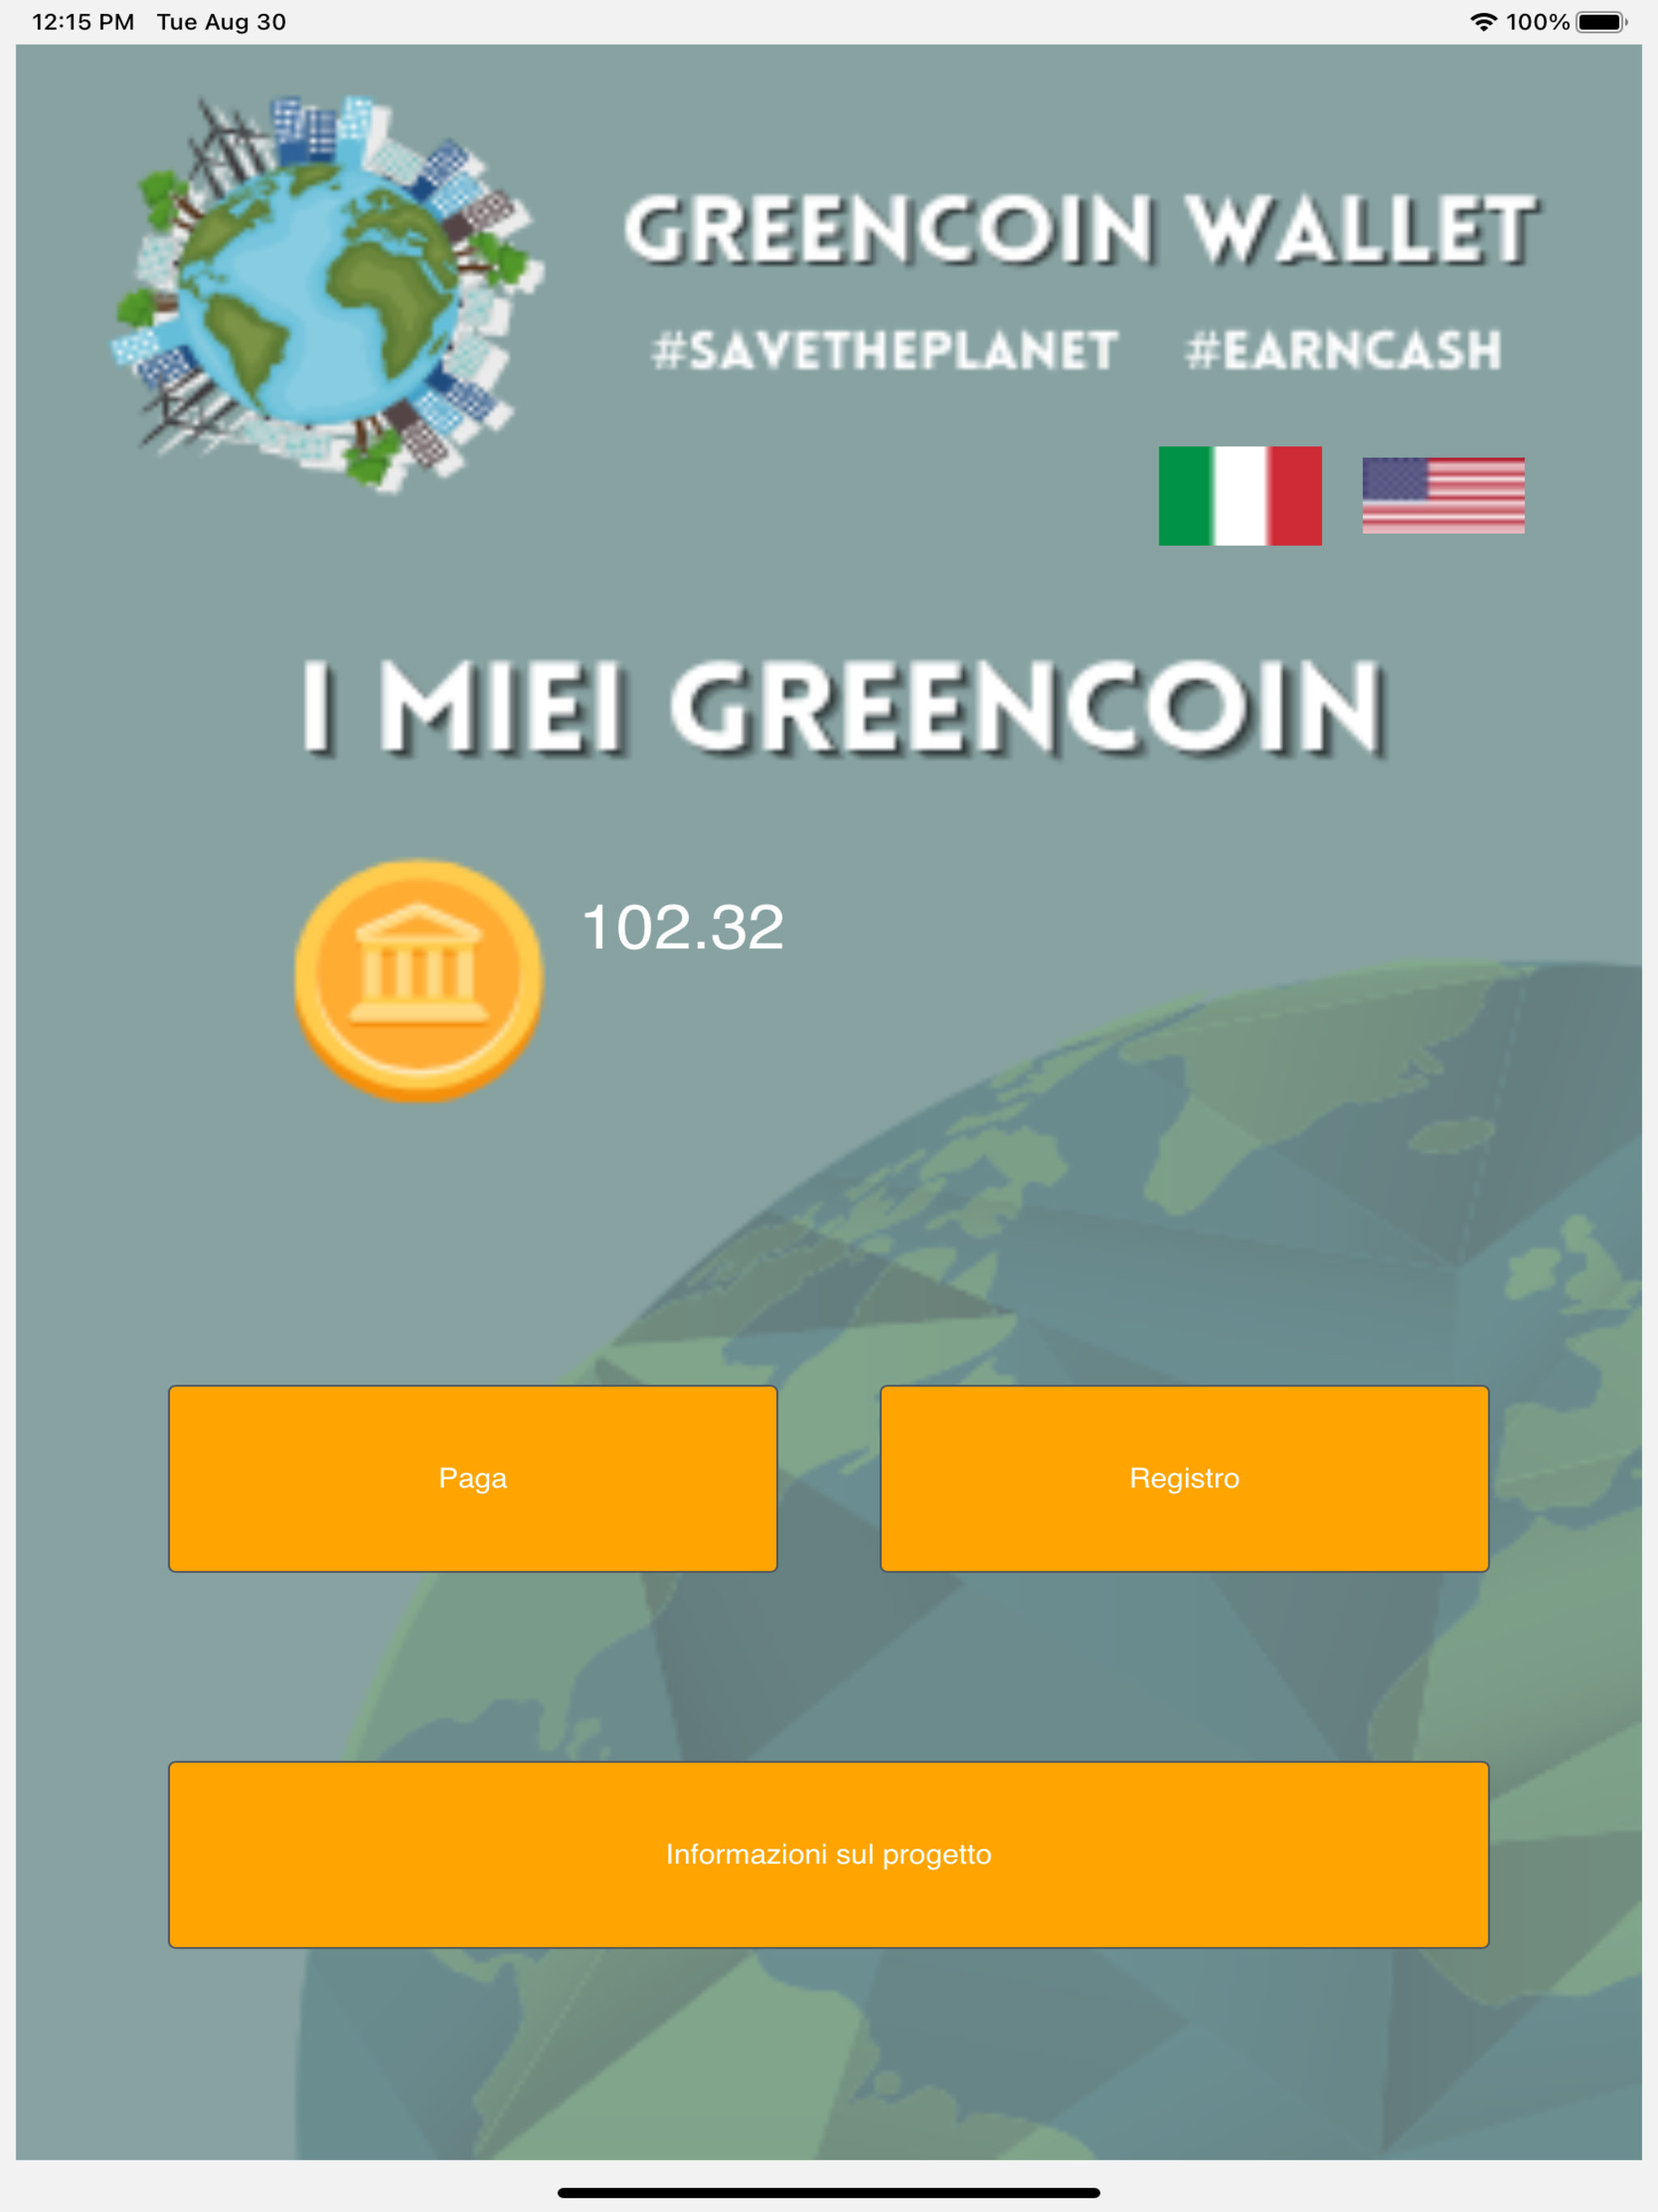 12:15 PM Tue Aug 30 100%
GREENCOIN WALLET
#SAVETHEPLANET #EARNCASH
I MIEI GREENCOIN
102.32
Paga Registro
Informazioni sul progetto